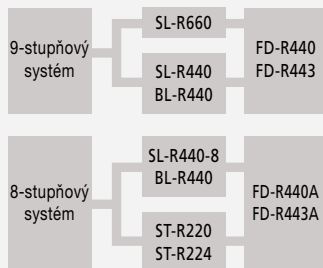 9-stupňový
systém
SL-R660
SL-R440
BL-R440
FD-R440
FD-R443
8-stupňový
systém
SL-R440-8
BL-R440
ST-R220
ST-R224
FD-R440A
FD-R443A